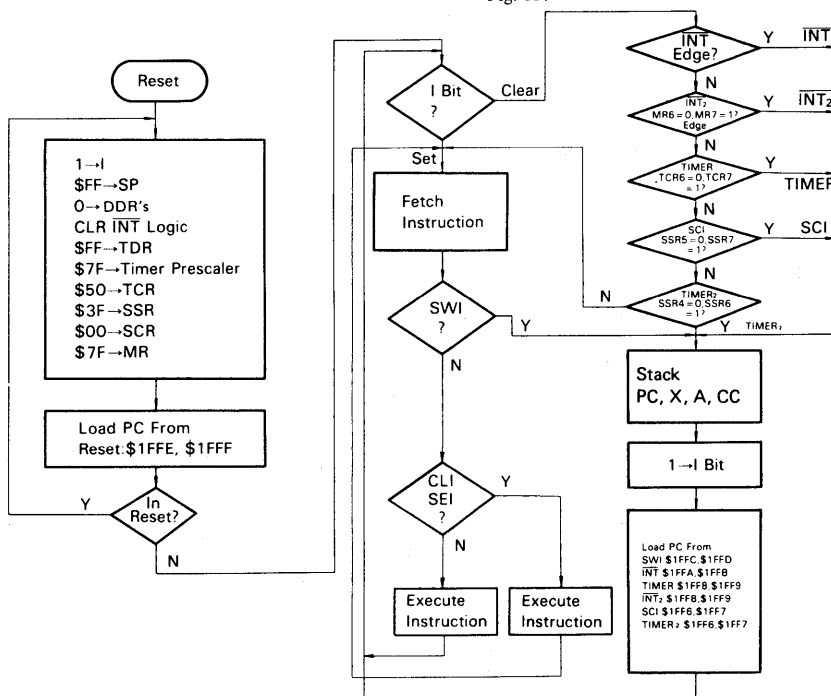 Reset
1→I
$FF→SP
0→DDR's
CLR INT Logic
$FF→TDR
$7F→Timer Prescaler
$50→TCR
$3F→SSR
$00→SCR
$7F→MR
Load PC From
Reset:$1FFE, $1FFF
Y
In
Reset?
N
I Bit
?
Clear
Set
Fetch
Instruction
SWI
?
Y
N
CLI
SEI
?
Y
N
Execute
Instruction
Execute
Instruction
INT
Edge?
Y
INT
N
INT₂
MR6=0,MR7=1?
Edge
Y
INT₂
N
TIMER
TCR6=0,TCR7
=1?
Y
TIMER
N
SCI
SSR5=0,SSR7
=1?
Y
SCI
N
TIMER₂
SSR4=0,SSR6
=1?
N
Y
TIMER₂
Stack
PC, X, A, CC
1→I Bit
Load PC From
SWI $1FFC,$1FFD
INT $1FFA,$1FFB
TIMER $1FF8,$1FF9
INT₂ $1FF8,$1FF9
SCI $1FF6,$1FF7
TIMER₂ $1FF6,$1FF7